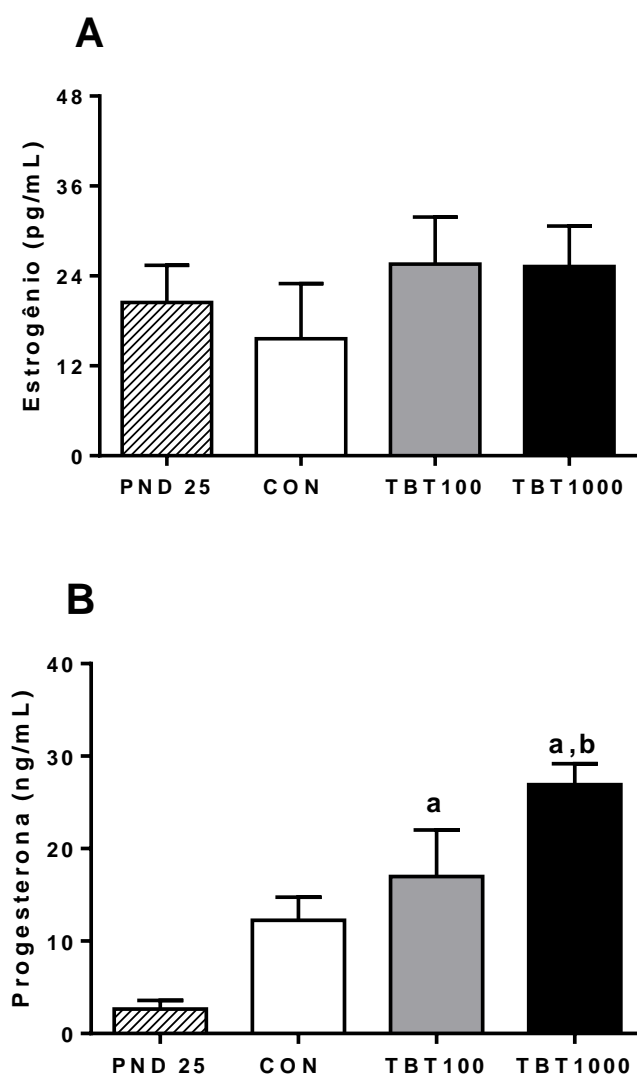 A
Estrogênio (pg/mL)
48
36
24
12
0
PND 25 CON TBT100 TBT1000
B
Progesterona (ng/mL)
40
30
20
10
0
a
a,b
PND 25 CON TBT100 TBT1000